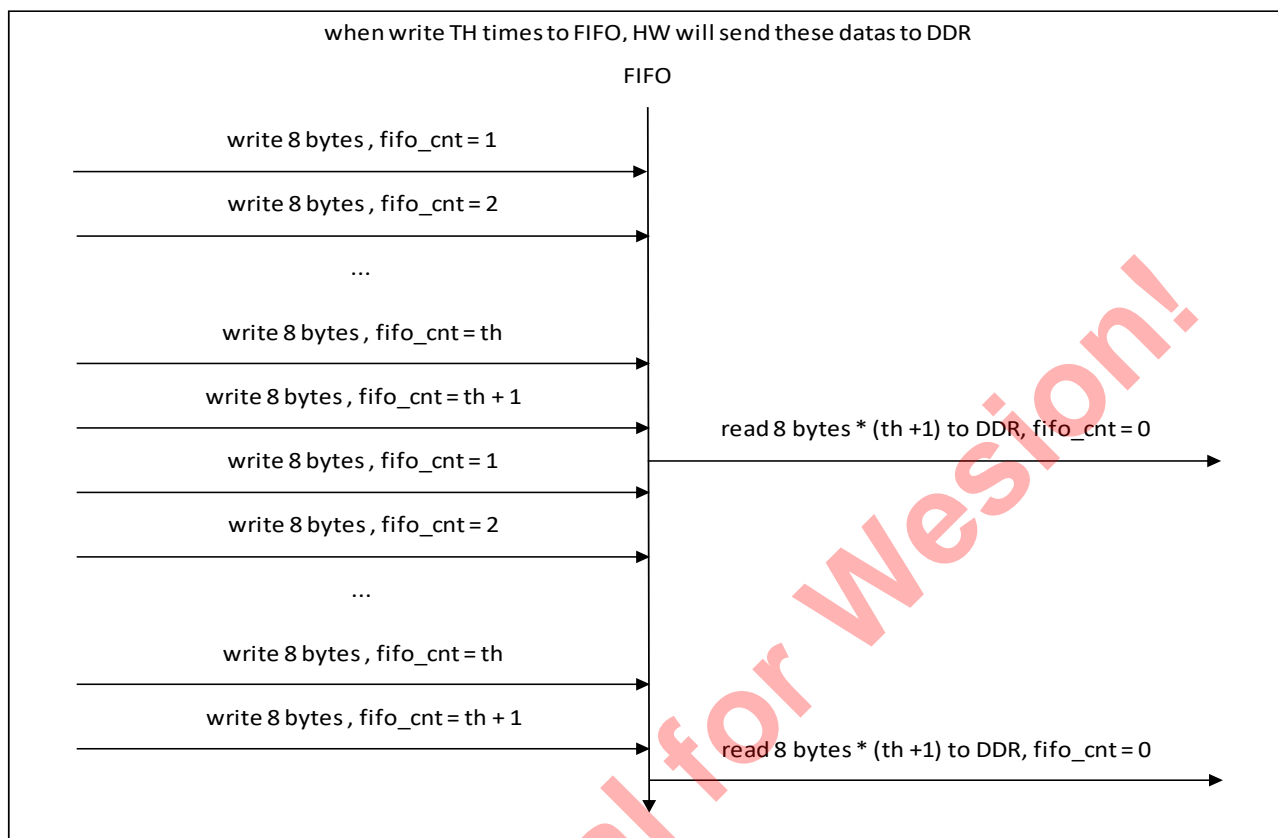 when write TH times to FIFO, HW will send these datas to DDR
FIFO
write 8 bytes , fifo_cnt = 1
write 8 bytes , fifo_cnt = 2
...
write 8 bytes , fifo_cnt = th
write 8 bytes , fifo_cnt = th + 1
read 8 bytes * (th +1) to DDR, fifo_cnt = 0
write 8 bytes , fifo_cnt = 1
write 8 bytes , fifo_cnt = 2
...
write 8 bytes , fifo_cnt = th
write 8 bytes , fifo_cnt = th + 1
read 8 bytes * (th +1) to DDR, fifo_cnt = 0
for Wesion!